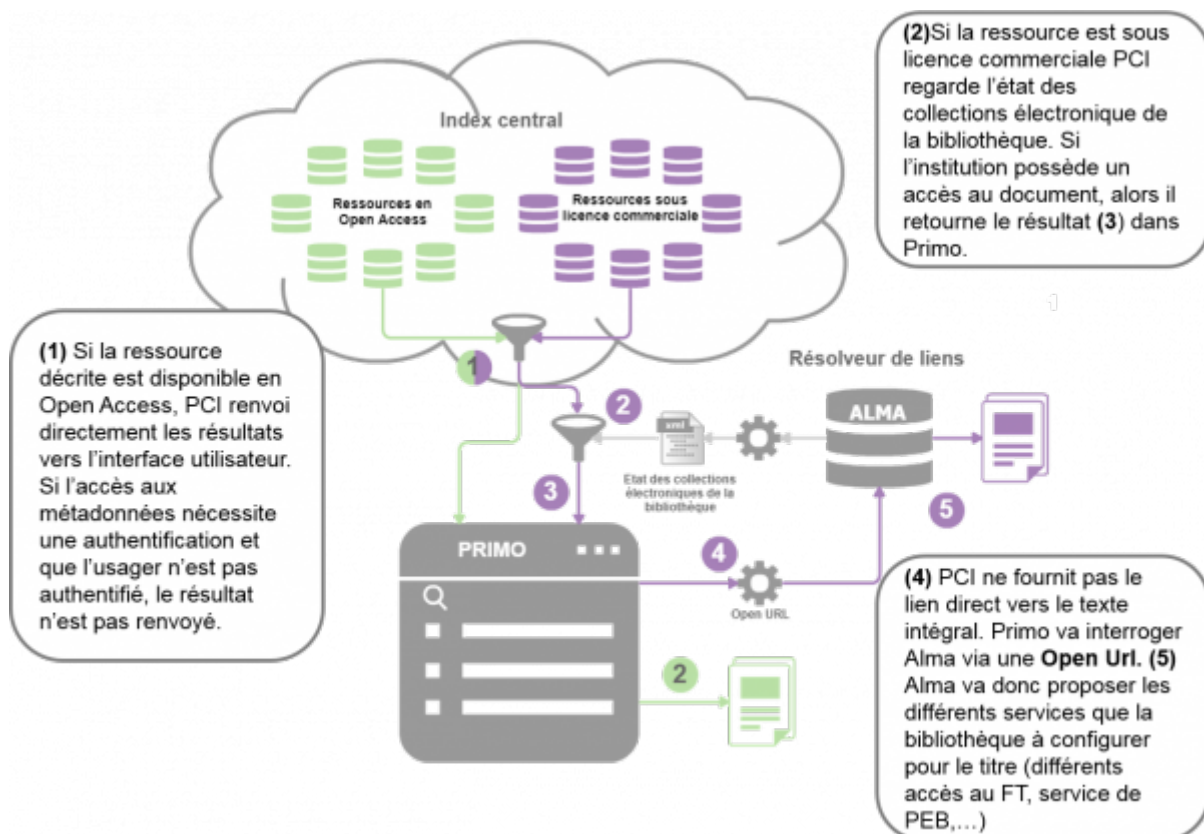 (2)Si la ressource est sous
licence commerciale PCI
regarde l'état des
collections électronique de
la bibliothèque. Si
l'institution possède un
accès au document, alors il
retourne le résultat (3) dans
Primo.
Index central
Ressources en
Open Access
Ressources sous
licence commerciale
1
(1) Si la ressource
décrite est disponible en
Open Access, PCI renvoi
directement les résultats
vers l'interface utilisateur.
Si l'accès aux
métadonnées nécessite
une authentification et
que l'usager n'est pas
authentifié, le résultat
n'est pas renvoyé.
1
Résolveur de liens
2
xml
ALMA
Etat des collections
électroniques de la
bibliothèque
3
5
PRIMO
4
Open URL
2
(4) PCI ne fournit pas le
lien direct vers le texte
intégral. Primo va interroger
Alma via une Open Url. (5)
Alma va donc proposer les
différents services que la
bibliothèque à configurer
pour le titre (différents
accès au FT, service de
PEB,…)